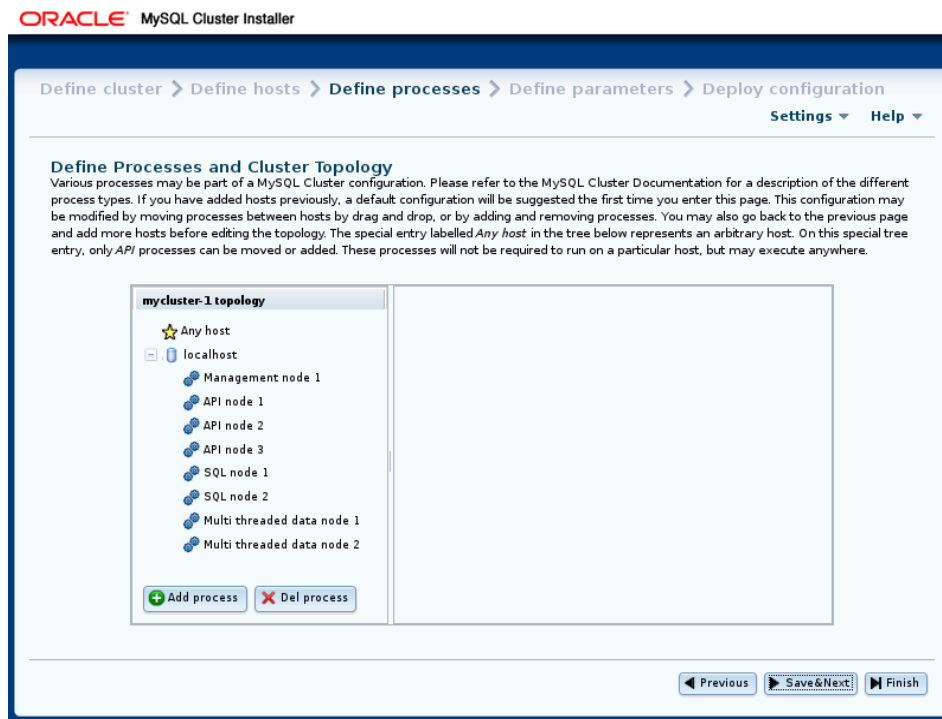 ORACLE MySQL Cluster Installer
Define cluster > Define hosts > Define processes > Define parameters > Deploy configuration
Settings Help
Define Processes and Cluster Topology
Various processes may be part of a MySQL Cluster configuration. Please refer to the MySQL Cluster Documentation for a description of the different
process types. If you have added hosts previously, a default configuration will be suggested the first time you enter this page. This configuration may
be modified by moving processes between hosts by drag and drop, or by adding and removing processes. You may also go back to the previous page
and add more hosts before editing the topology. The special entry labelled Any host in the tree below represents an arbitrary host. On this special tree
entry, only API processes can be moved or added. These processes will not be required to run on a particular host, but may execute anywhere.
mycluster-1 topology
Any host
localhost
Management node 1
API node 1
API node 2
API node 3
SQL node 1
SQL node 2
Multi threaded data node 1
Multi threaded data node 2
Add process Del process
Previous Save&Next Finish